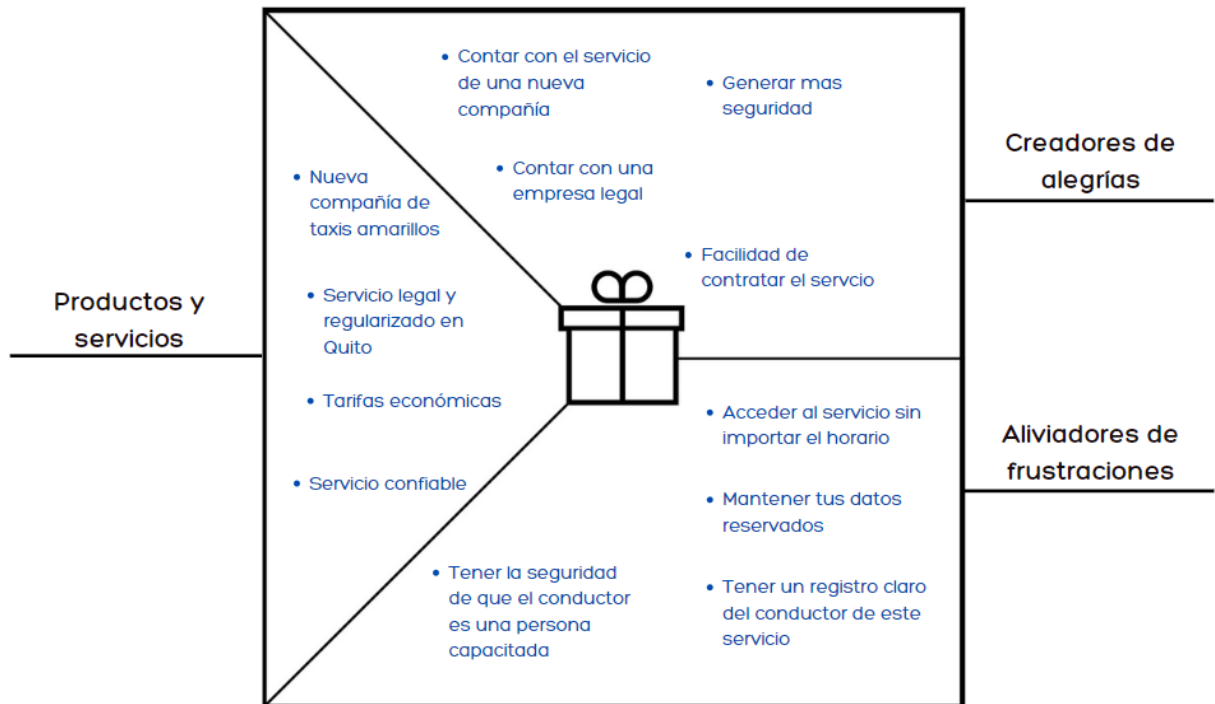 Productos y
servicios
• Nueva
compañía de
taxis amarillos
• Servicio legal y
regularizado en
Quito
• Tarifas económicas
• Servicio confiable
• Contar con el servicio
de una nueva
compañía
• Generar mas
seguridad
• Contar con una
empresa legal
• Facilidad de
contratar el servcio
Creadores de
alegrías
• Acceder al servicio sin
importar el horario
• Mantener tus datos
reservados
• Tener la seguridad
de que el conductor
es una persona
capacitada
• Tener un registro claro
del conductor de este
servicio
Aliviadores de
frustraciones